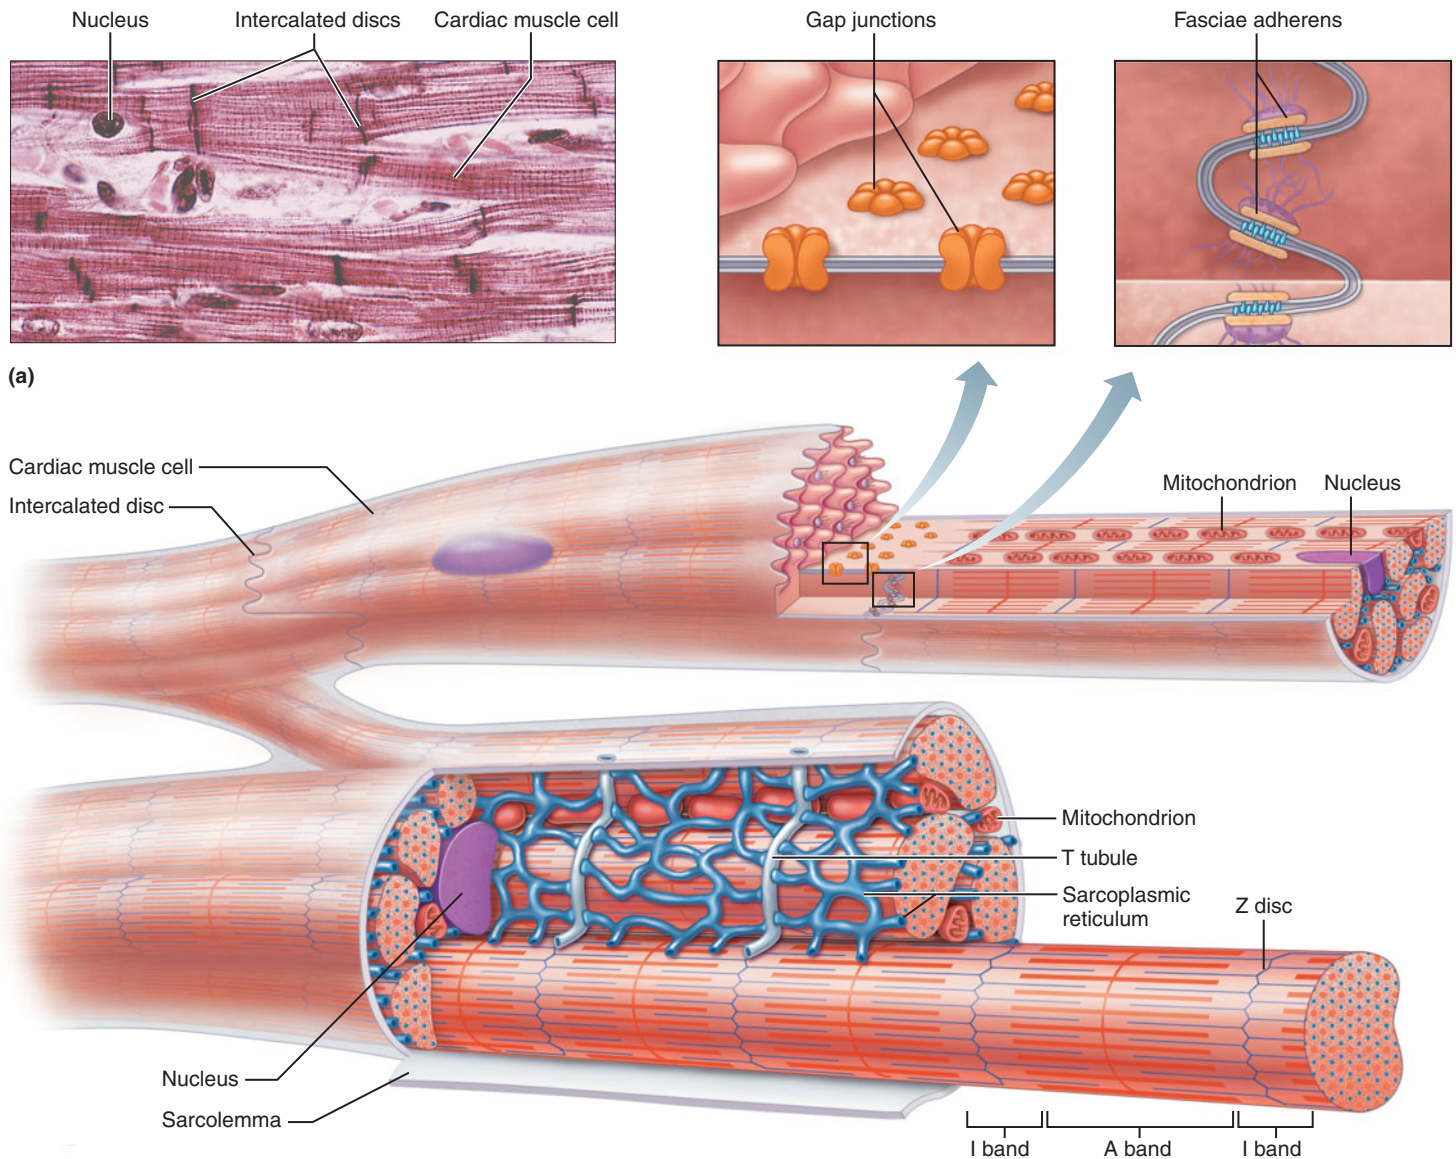 Nucleus
Intercalated discs
Cardiac muscle cell
Gap junctions
Fasciae adherens
(a)
Cardiac muscle cell
Intercalated disc
Mitochondrion
Nucleus
Mitochondrion
T tubule
Sarcoplasmic
reticulum
Z disc
Nucleus
Sarcolemma
I band
A band
I band